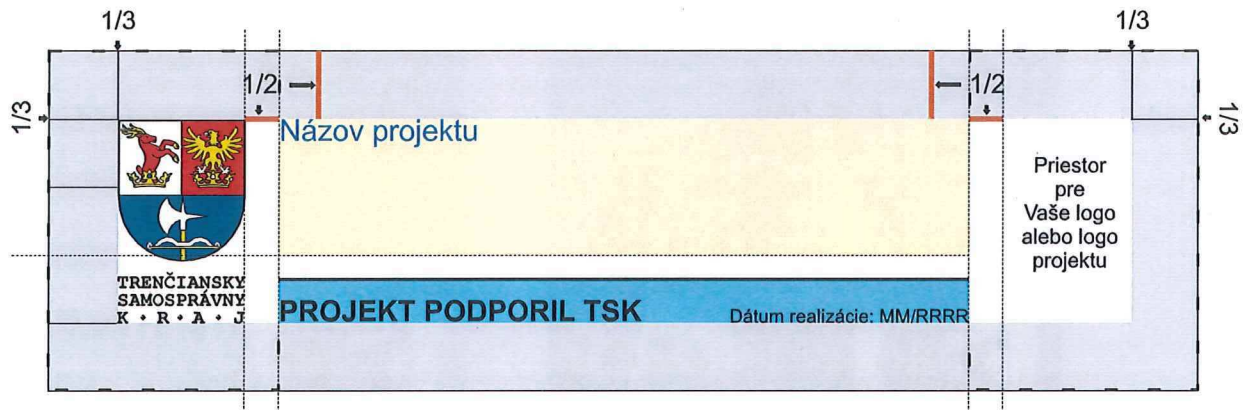 1/3
1/3
1/2
1/2
1/3
1/3
Názov projektu
Priestor
pre
Vaše logo
alebo logo
projektu
TRENČIANSKY
SAMOSPRÁVNY
K · R · A · J
PROJEKT PODPORIL TSK
Dátum realizácie: MM/RRRR